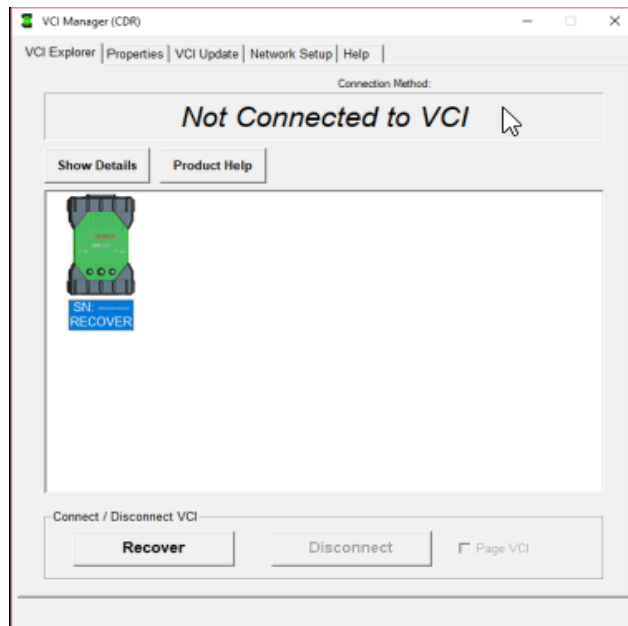 VCI Manager (CDR)
VCI Explorer Properties VCI Update Network Setup Help
Connection Method:
Not Connected to VCI
Show Details Product Help
BOSCH
SN: --------
RECOVER
Connect / Disconnect VCI
Recover Disconnect Page VCI